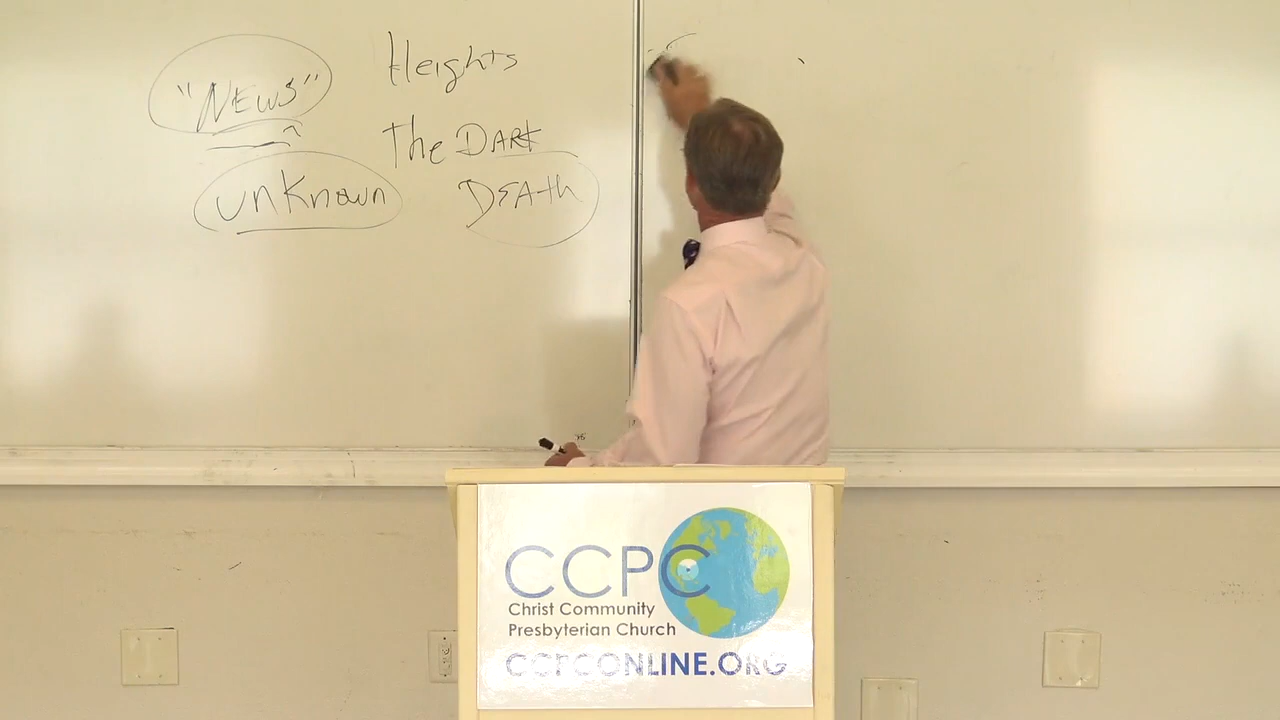 "NEWS"
Heights
The DARK
unKnown
DEAth
CCPC
Christ Community
Presbyterian Church
CCPCONLINE.ORG